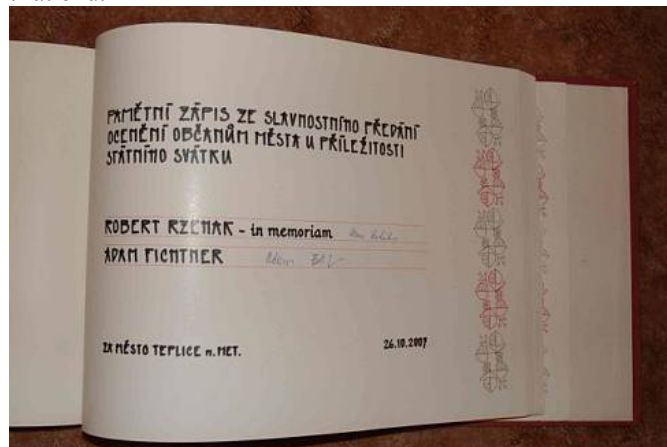 PAMĚTNÍ ZÁPIS ZE SLAVNOSTNÍHO PŘEDÁNÍ
OCENĚNÍ OBČANŮM MĚSTA U PŘÍLEŽITOSTI
STÁTNÍHO SVÁTKU
ROBERT RZEHAK - in memoriam
ADAM FICHTNER Adam
ZA MĚSTO TEPLICE n. MET. 26.10.2007